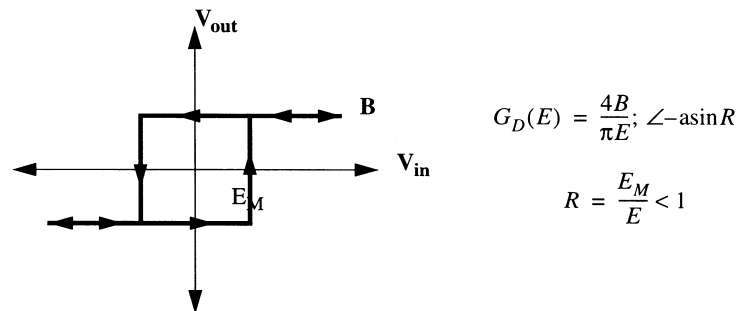 V_out
B
G_D(E) = 4B/πE; ∠–asin R
V_in
E_M
R = E_M/E < 1